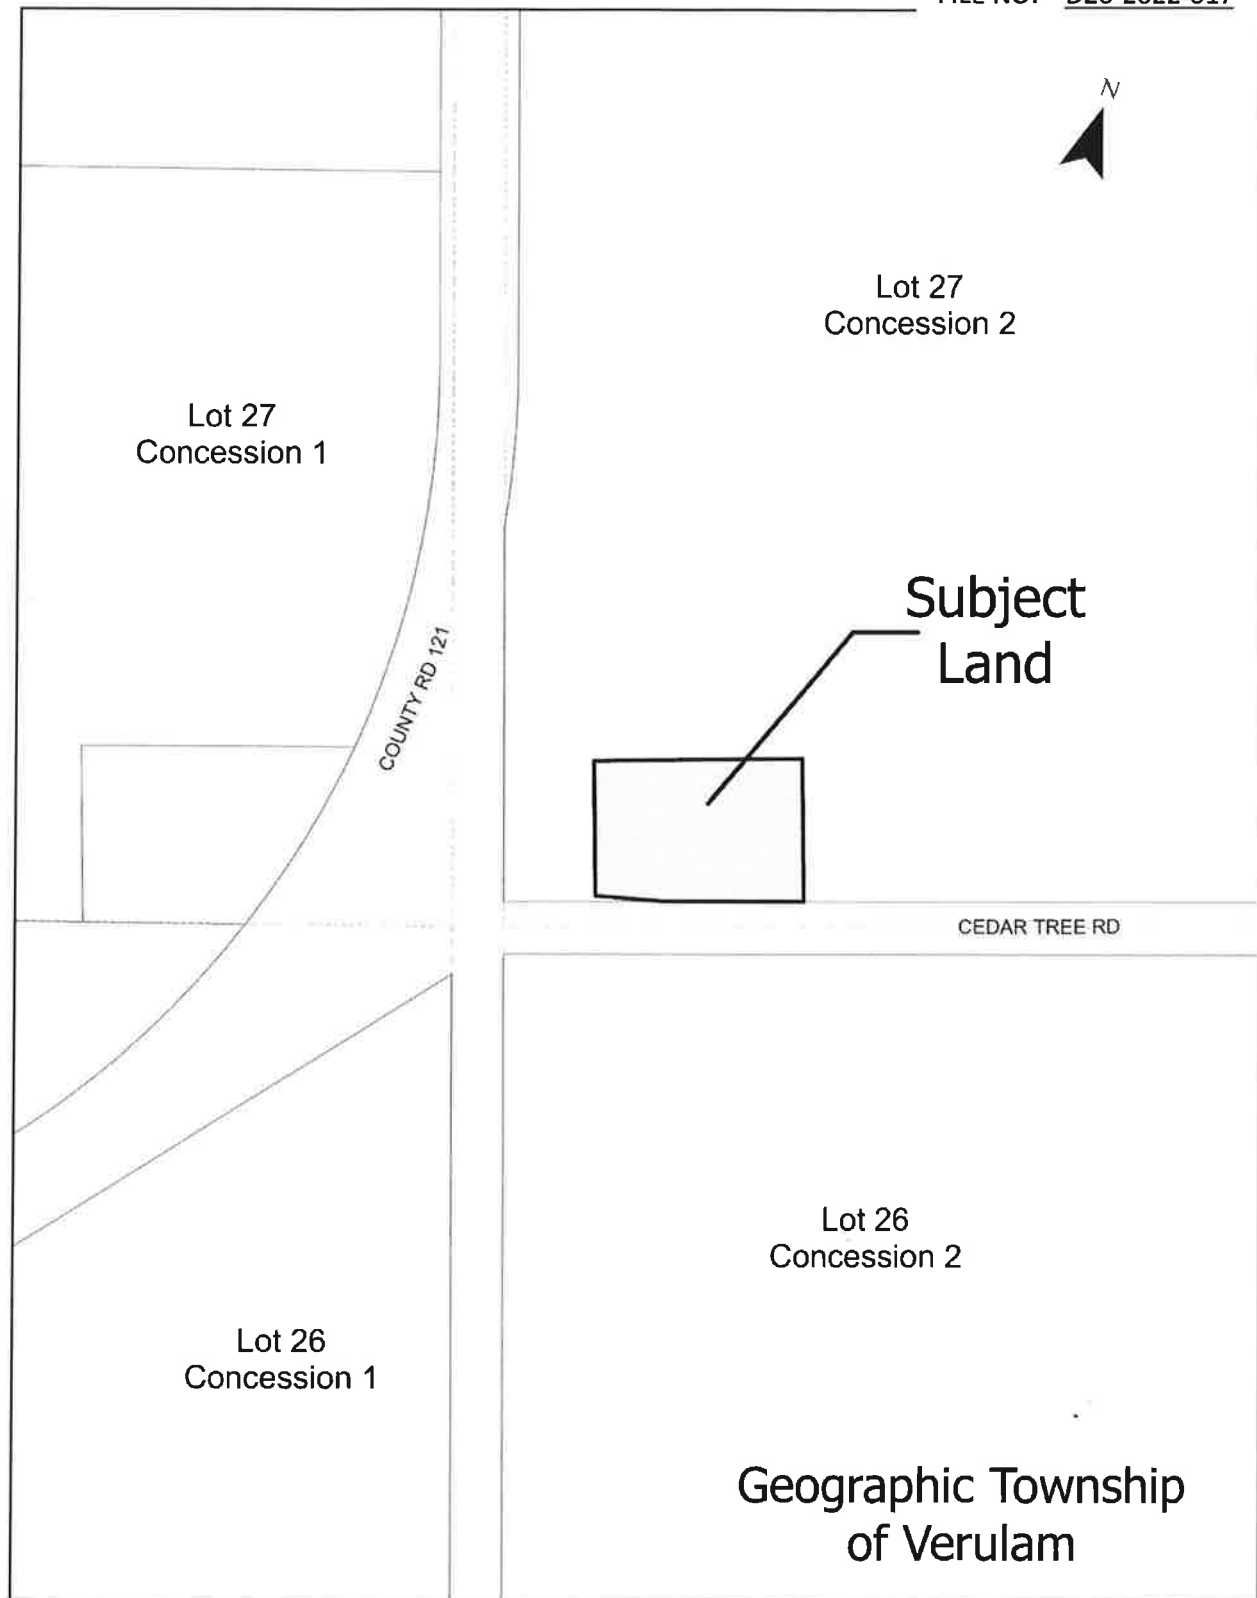 N
Lot 27
Concession 2
Lot 27
Concession 1
Subject
Land
COUNTY RD 121
CEDAR TREE RD
Lot 26
Concession 2
Lot 26
Concession 1
Geographic Township
of Verulam